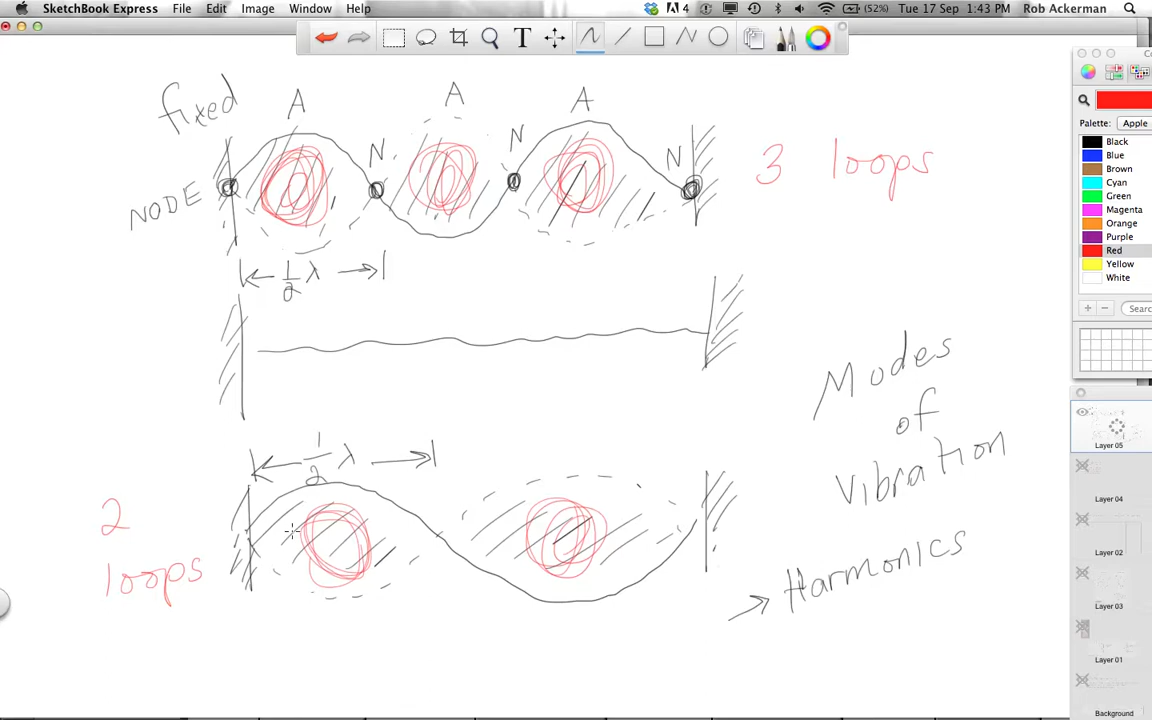 SketchBook Express File Edit Image Window Help
4 (52%) Tue 17 Sep 1:43 PM Rob Ackerman
T
fixed
A A A
N N N
NODE
3 loops
1/2 λ
Palette: Apple
Black
Blue
Brown
Cyan
Green
Magenta
Orange
Purple
Red
Yellow
White
Modes
of
Vibration
→ Harmonics
1/2 λ
2
loops
Layer 05
Layer 04
Layer 02
Layer 03
Layer 01
Background